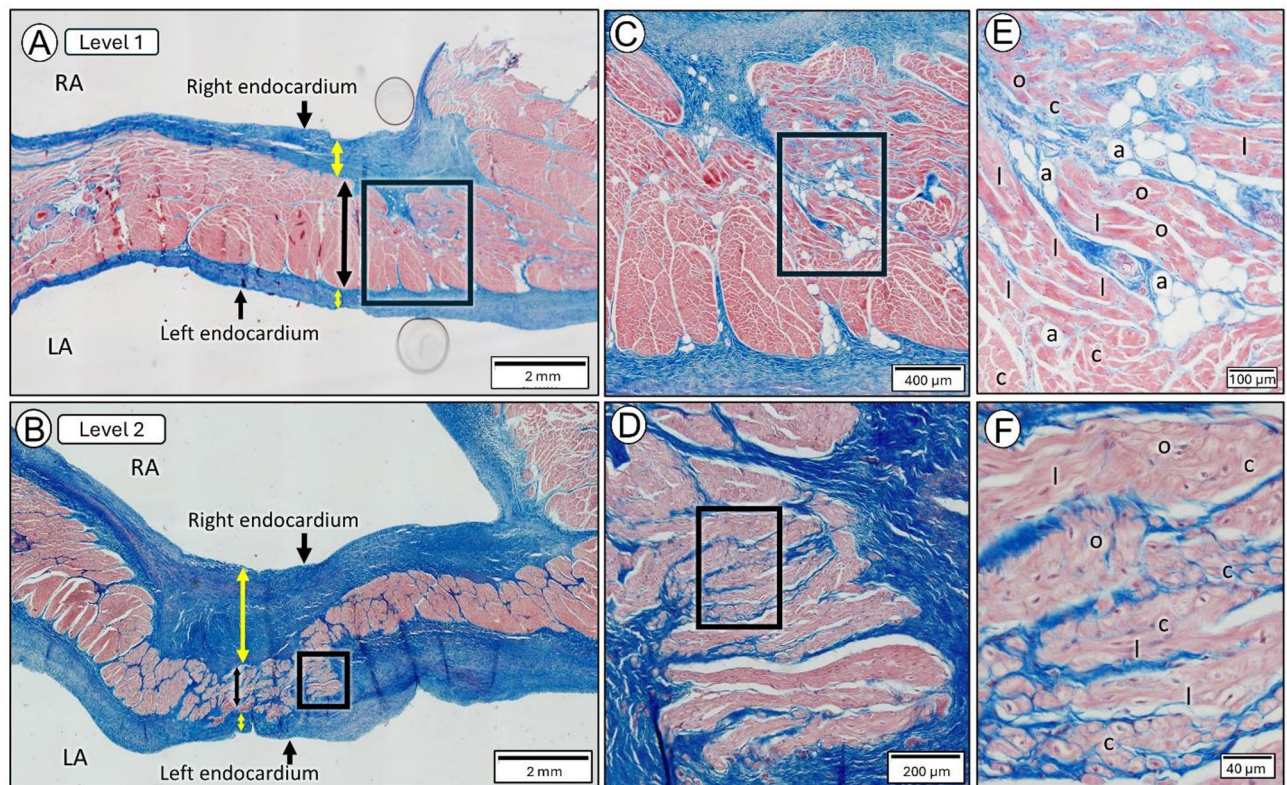 A Level 1
RA
Right endocardium
Left endocardium
LA
2 mm
B Level 2
RA
Right endocardium
Left endocardium
LA
2 mm
C
400 µm
D
200 µm
E
o
c
a
l
l
a
o
l
o
l
l
a
l
a
c
c
100 µm
F
o
c
l
o
c
c
l
l
c
40 µm